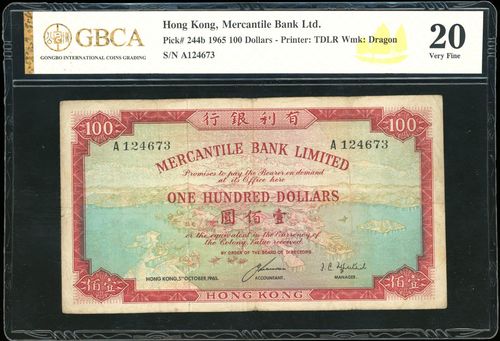 GBCA
GONGBO INTERNATIONAL COINS GRADING
Hong Kong, Mercantile Bank Ltd.
Pick# 244b 1965 100 Dollars - Printer: TDLR Wmk: Dragon
S/N A124673
20
Very Fine
行銀利有
100
100
A 124673
A 124673
MERCANTILE BANK LIMITED
Promises to pay the Bearer on demand
at its Office here
ONE HUNDRED DOLLARS
圓佰壹
or the equivalent in the Currency of
the Colony, Value received.
BY ORDER OF THE BOARD OF DIRECTORS
HONG KONG, 5TH OCTOBER, 1965.
ACCOUNTANT.
MANAGER.
佰壹
HONG KONG
佰壹